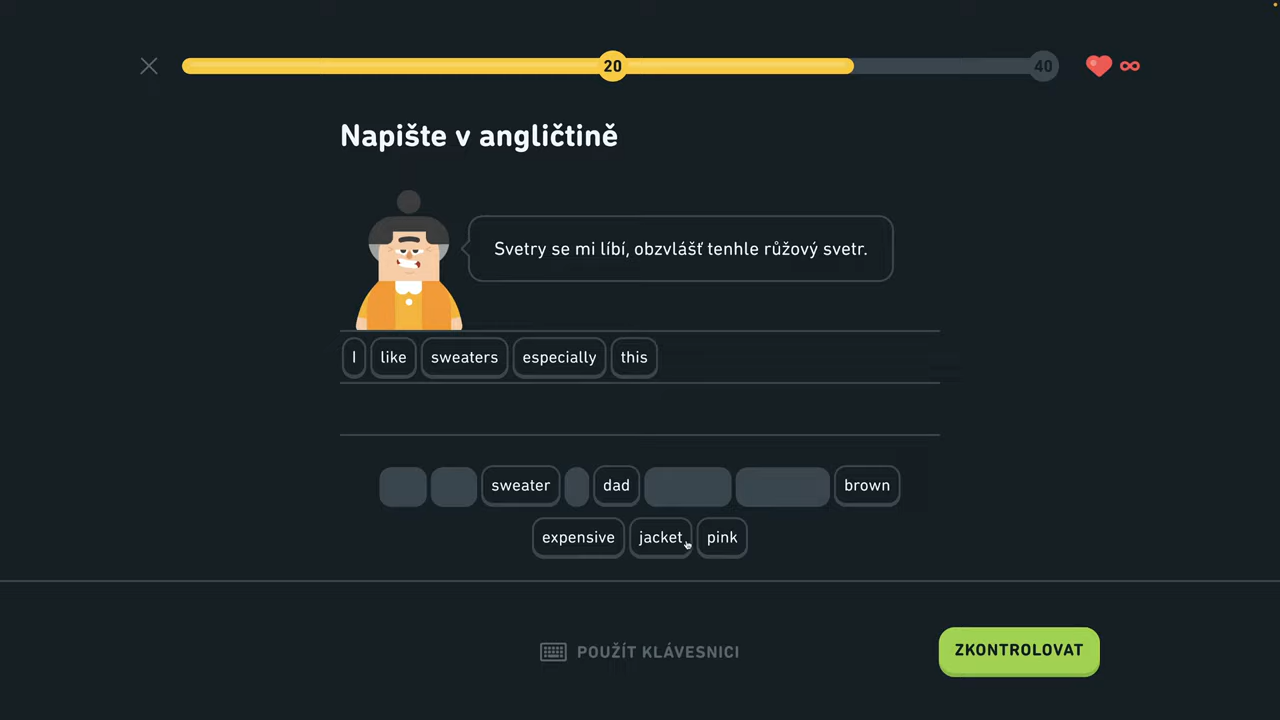 20 40 ∞
Napište v angličtině
Svetry se mi líbí, obzvlášť tenhle růžový svetr.
I like sweaters especially this
sweater dad brown
expensive jacket pink
POUŽÍT KLÁVESNICI ZKONTROLOVAT